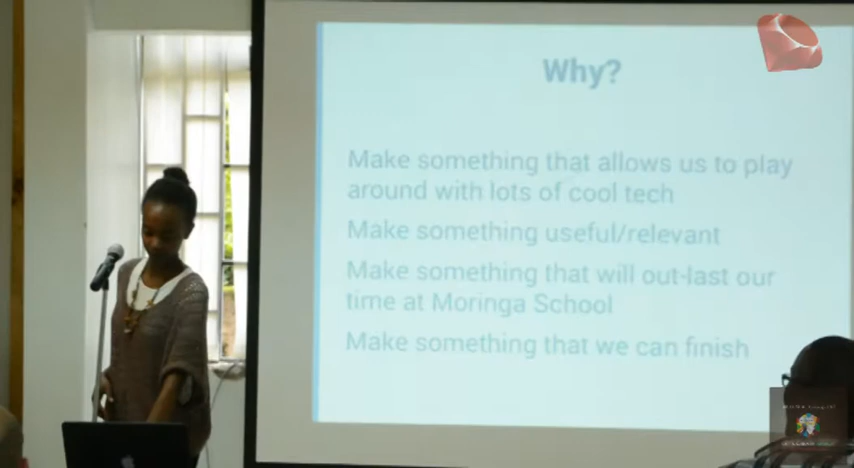 Why?
Make something that allows us to play
around with lots of cool tech
Make something useful/relevant
Make something that will out-last our
time at Moringa School
Make something that we can finish